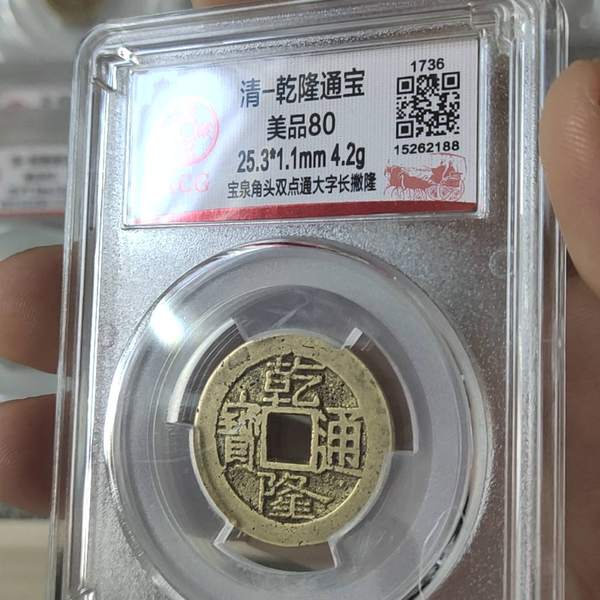 清-乾隆通宝
美品80
25.3*1.1mm 4.2g
宝泉角头双点通大字长撇隆
1736
15262188
乾隆通寶